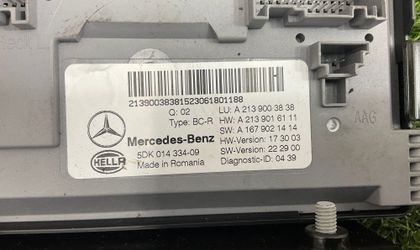 21390038381523061801188
Q: 02 LU: A 213 900 38 38
Type: BC-R HW: A 213 901 61 11
SW: A 167 902 14 14
Mercedes-Benz HW-Version: 17 30 03
HELLA 5DK 014 334-09 SW-Version: 22 29 00
Made in Romania Diagnostic-ID: 04 39
AAG